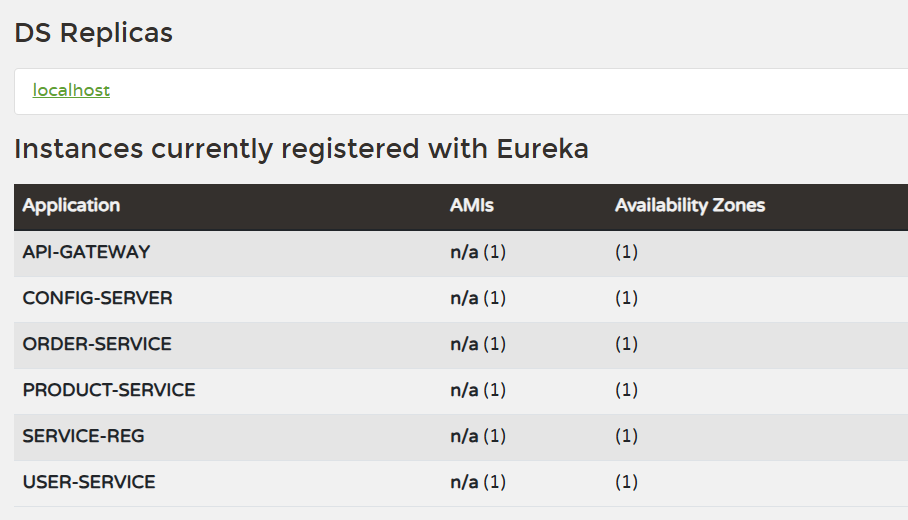 DS Replicas
localhost
Instances currently registered with Eureka
Application AMIs Availability Zones
API-GATEWAY n/a (1) (1)
CONFIG-SERVER n/a (1) (1)
ORDER-SERVICE n/a (1) (1)
PRODUCT-SERVICE n/a (1) (1)
SERVICE-REG n/a (1) (1)
USER-SERVICE n/a (1) (1)